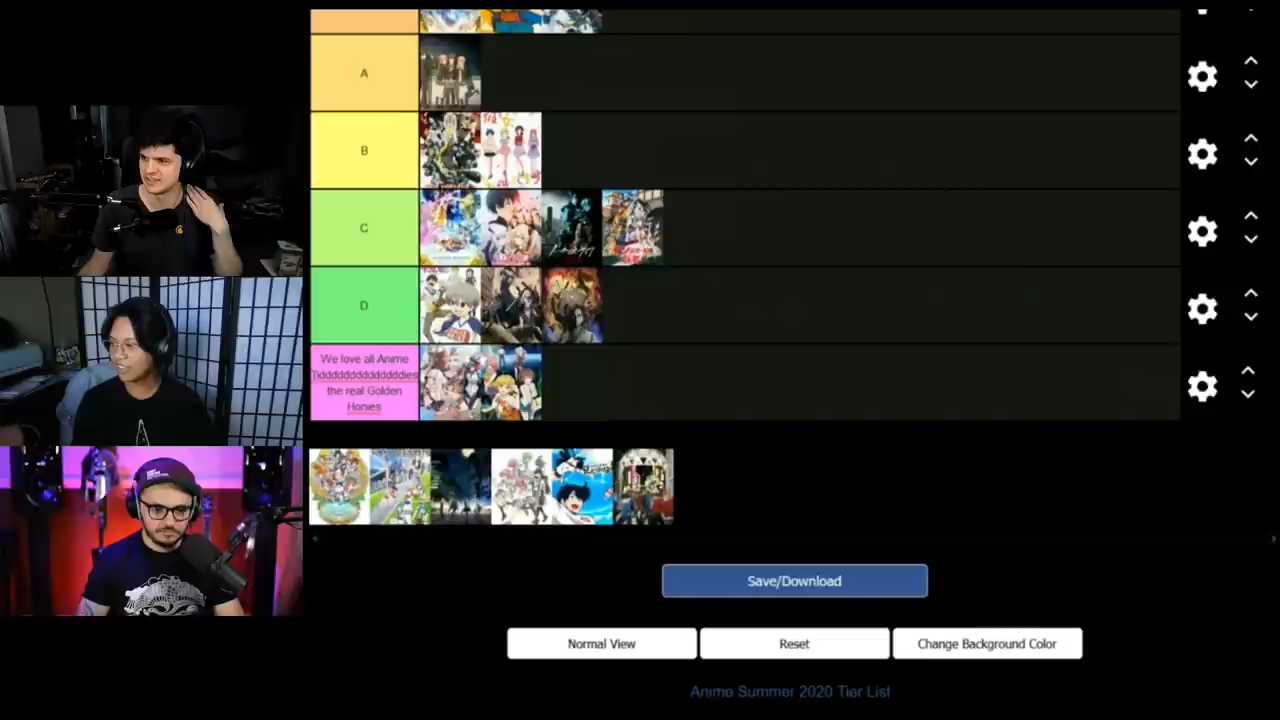 A
B
C
D
We love all Anime
Tidddddddddddddies
the real Golden
Honies
Save/Download
Normal View
Reset
Change Background Color
Anime Summer 2020 Tier List